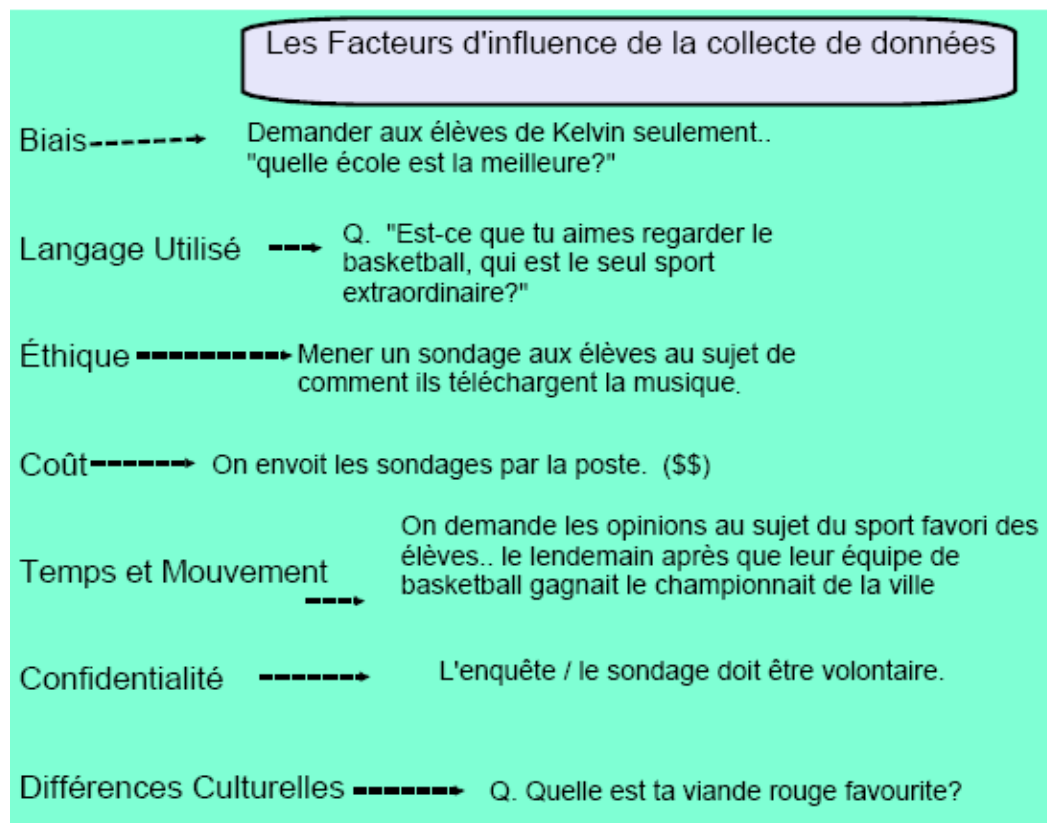 Les Facteurs d'influence de la collecte de données
Biais
Demander aux élèves de Kelvin seulement..
"quelle école est la meilleure?"
Langage Utilisé
Q. "Est-ce que tu aimes regarder le
basketball, qui est le seul sport
extraordinaire?"
Éthique
Mener un sondage aux élèves au sujet de
comment ils téléchargent la musique.
Coût
On envoit les sondages par la poste. ($$)
Temps et Mouvement
On demande les opinions au sujet du sport favori des
élèves.. le lendemain après que leur équipe de
basketball gagnait le championnait de la ville
Confidentialité
L'enquête / le sondage doit être volontaire.
Différences Culturelles
Q. Quelle est ta viande rouge favourite?